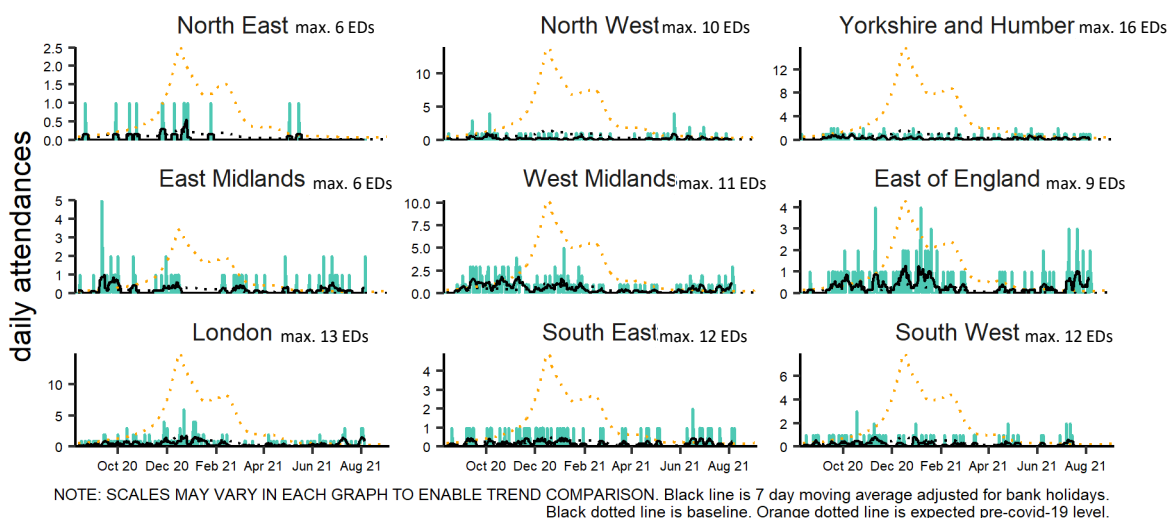 North East max. 6 EDs
North West max. 10 EDs
Yorkshire and Humber max. 16 EDs
2.5
2.0
1.5
1.0
0.5
0.0
10
5
0
12
8
4
0
daily attendances
East Midlands max. 6 EDs
West Midlands max. 11 EDs
East of England max. 9 EDs
5
4
3
2
1
0
10.0
7.5
5.0
2.5
0.0
4
3
2
1
0
London max. 13 EDs
South East max. 12 EDs
South West max. 12 EDs
10
5
0
4
3
2
1
0
6
4
2
0
Oct 20 Dec 20 Feb 21 Apr 21 Jun 21 Aug 21
Oct 20 Dec 20 Feb 21 Apr 21 Jun 21 Aug 21
Oct 20 Dec 20 Feb 21 Apr 21 Jun 21 Aug 21
NOTE: SCALES MAY VARY IN EACH GRAPH TO ENABLE TREND COMPARISON. Black line is 7 day moving average adjusted for bank holidays.
Black dotted line is baseline. Orange dotted line is expected pre-covid-19 level.